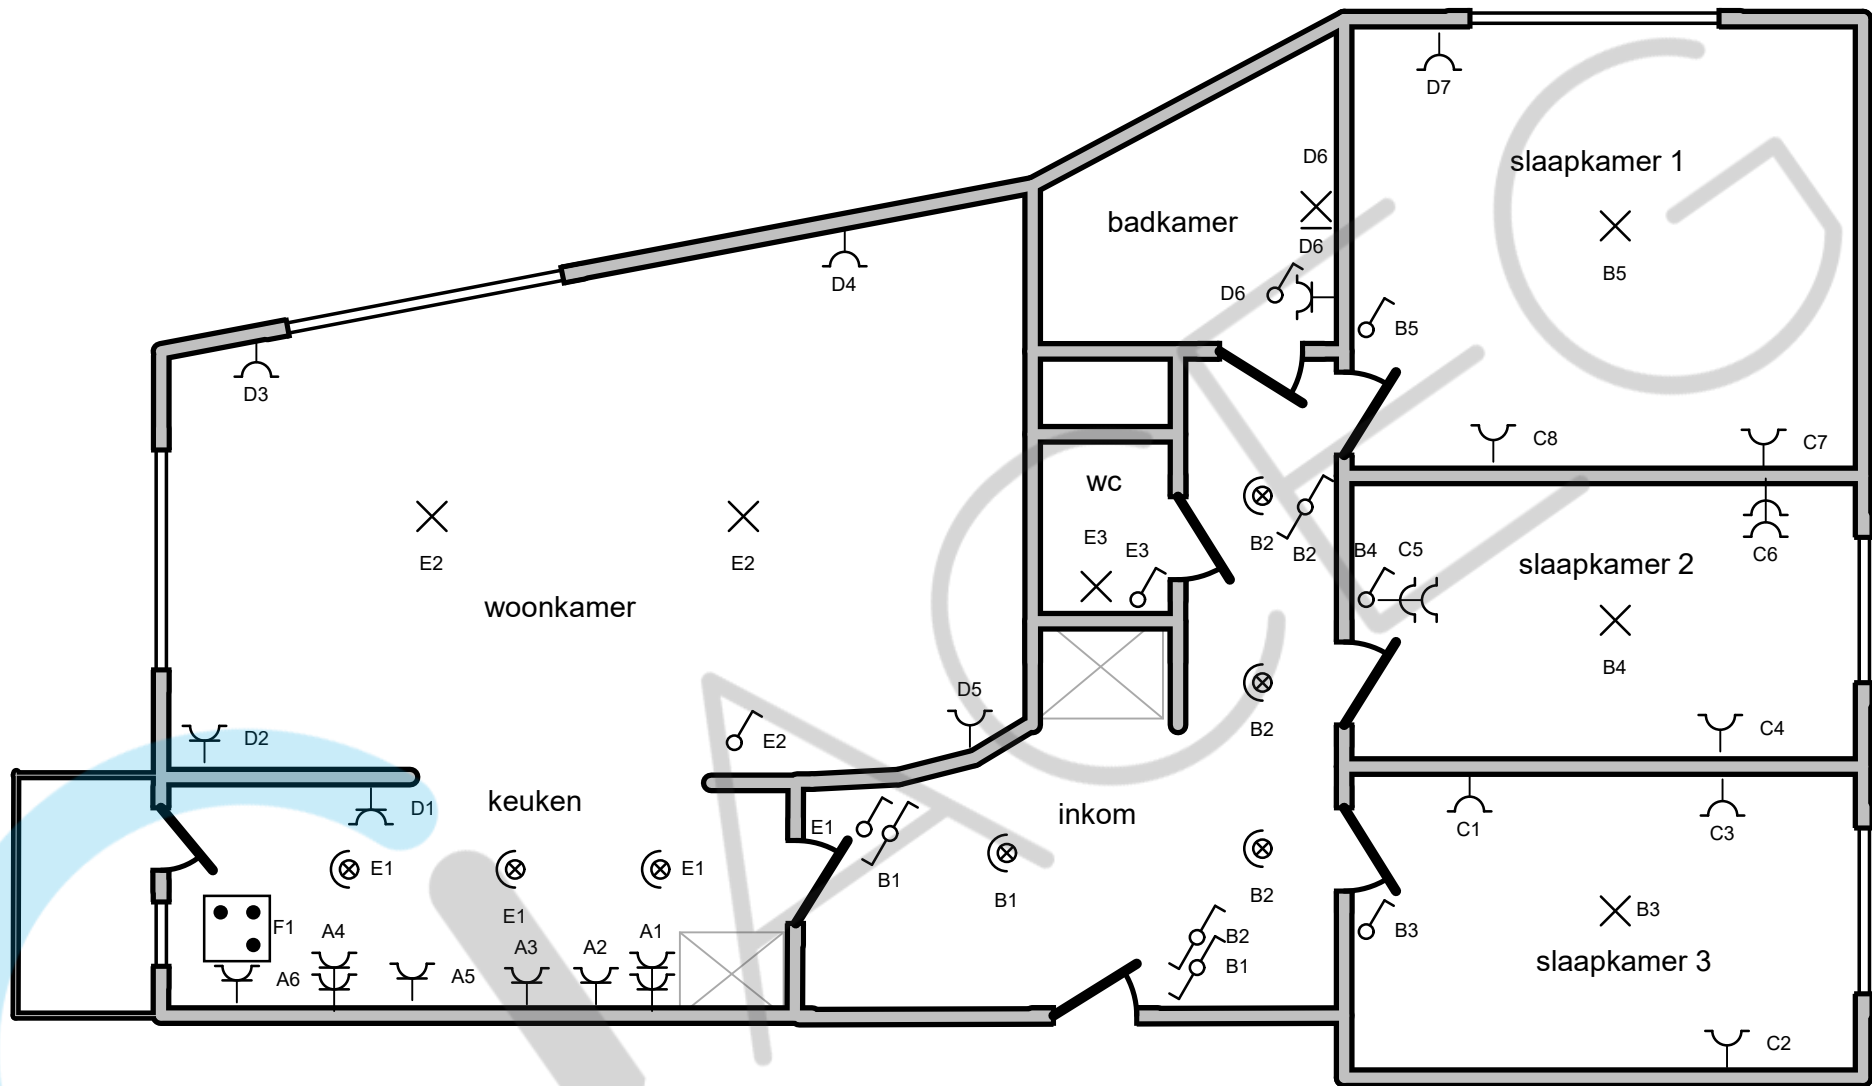 D7
D6
slaapkamer 1
badkamer
D6
B5
D4
D6
B5
D3
C8
C7
wc
E3
E3
B2
B2
B4
C5
C6
E2
E2
slaapkamer 2
woonkamer
B4
D5
D2
E2
B2
C4
keuken
D1
inkom
E1
C1
C3
E1
E1
B1
B1
B2
E1
F1
A4
A3
A2
A1
B2
B3
B3
slaapkamer 3
A6
A5
B1
C2